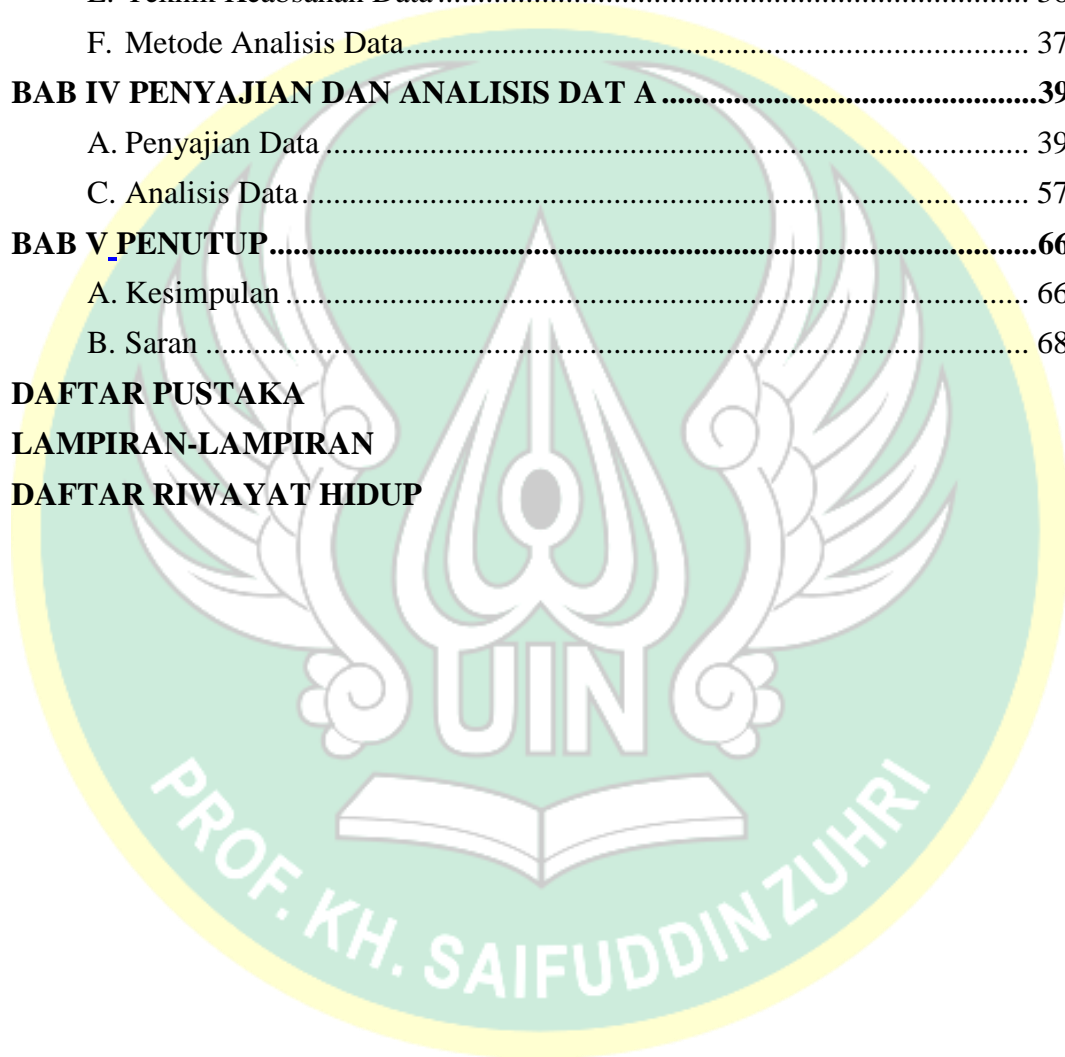 F. Metode Analisis Data........................................................................ 37
BAB IV PENYAJIAN DAN ANALISIS DAT A ...........................................39
A. Penyajian Data ................................................................................. 39
C. Analisis Data.................................................................................... 57
BAB V PENUTUP.....................................................................................66
A. Kesimpulan ...................................................................................... 66
B. Saran ................................................................................................ 68
DAFTAR PUSTAKA
LAMPIRAN-LAMPIRAN
DAFTAR RIWAYAT HIDUP
UIN
PROF. KH. SAIFUDDIN ZUHRI